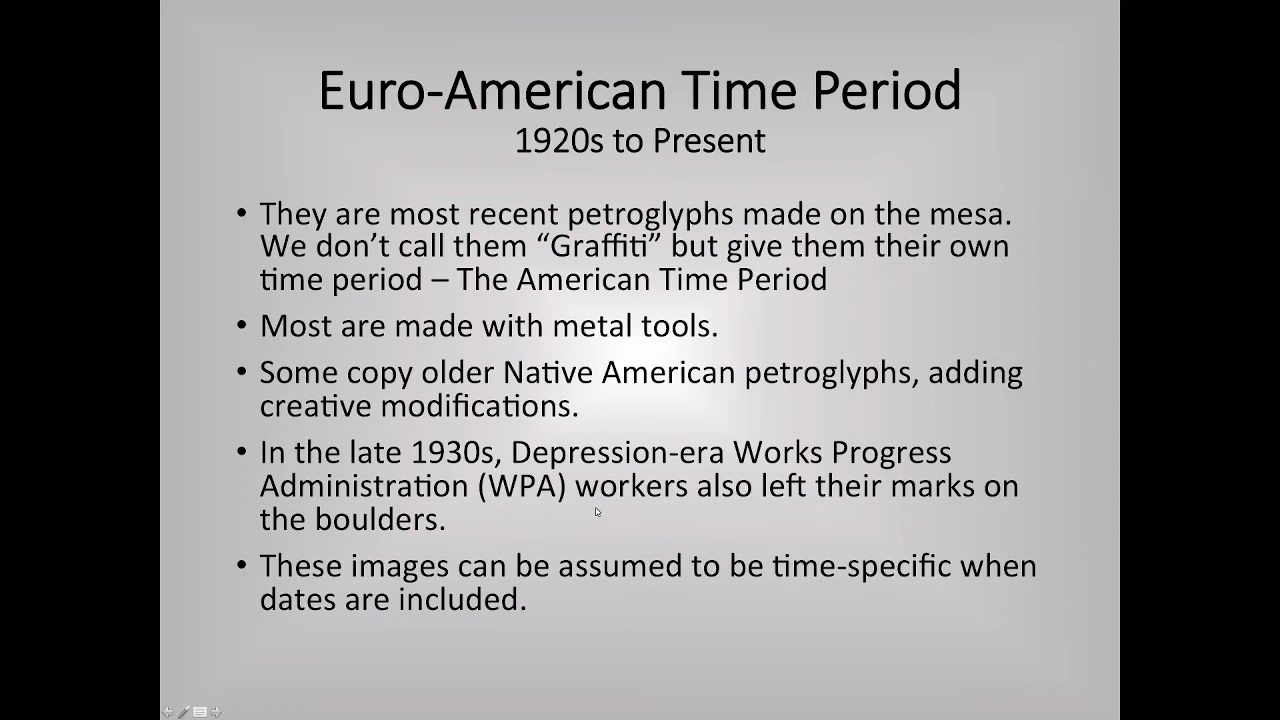 Euro-American Time Period
1920s to Present
• They are most recent petroglyphs made on the mesa.
We don’t call them “Graffiti” but give them their own
time period – The American Time Period
• Most are made with metal tools.
• Some copy older Native American petroglyphs, adding
creative modifications.
• In the late 1930s, Depression-era Works Progress
Administration (WPA) workers also left their marks on
the boulders.
• These images can be assumed to be time-specific when
dates are included.